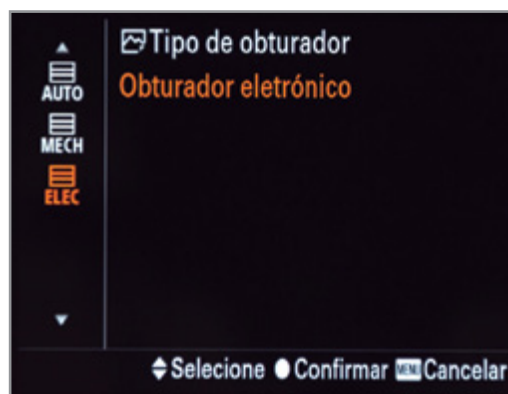 Tipo de obturador
AUTO
Obturador eletrónico
MECH
ELEC
Selecione Confirmar MENU Cancelar